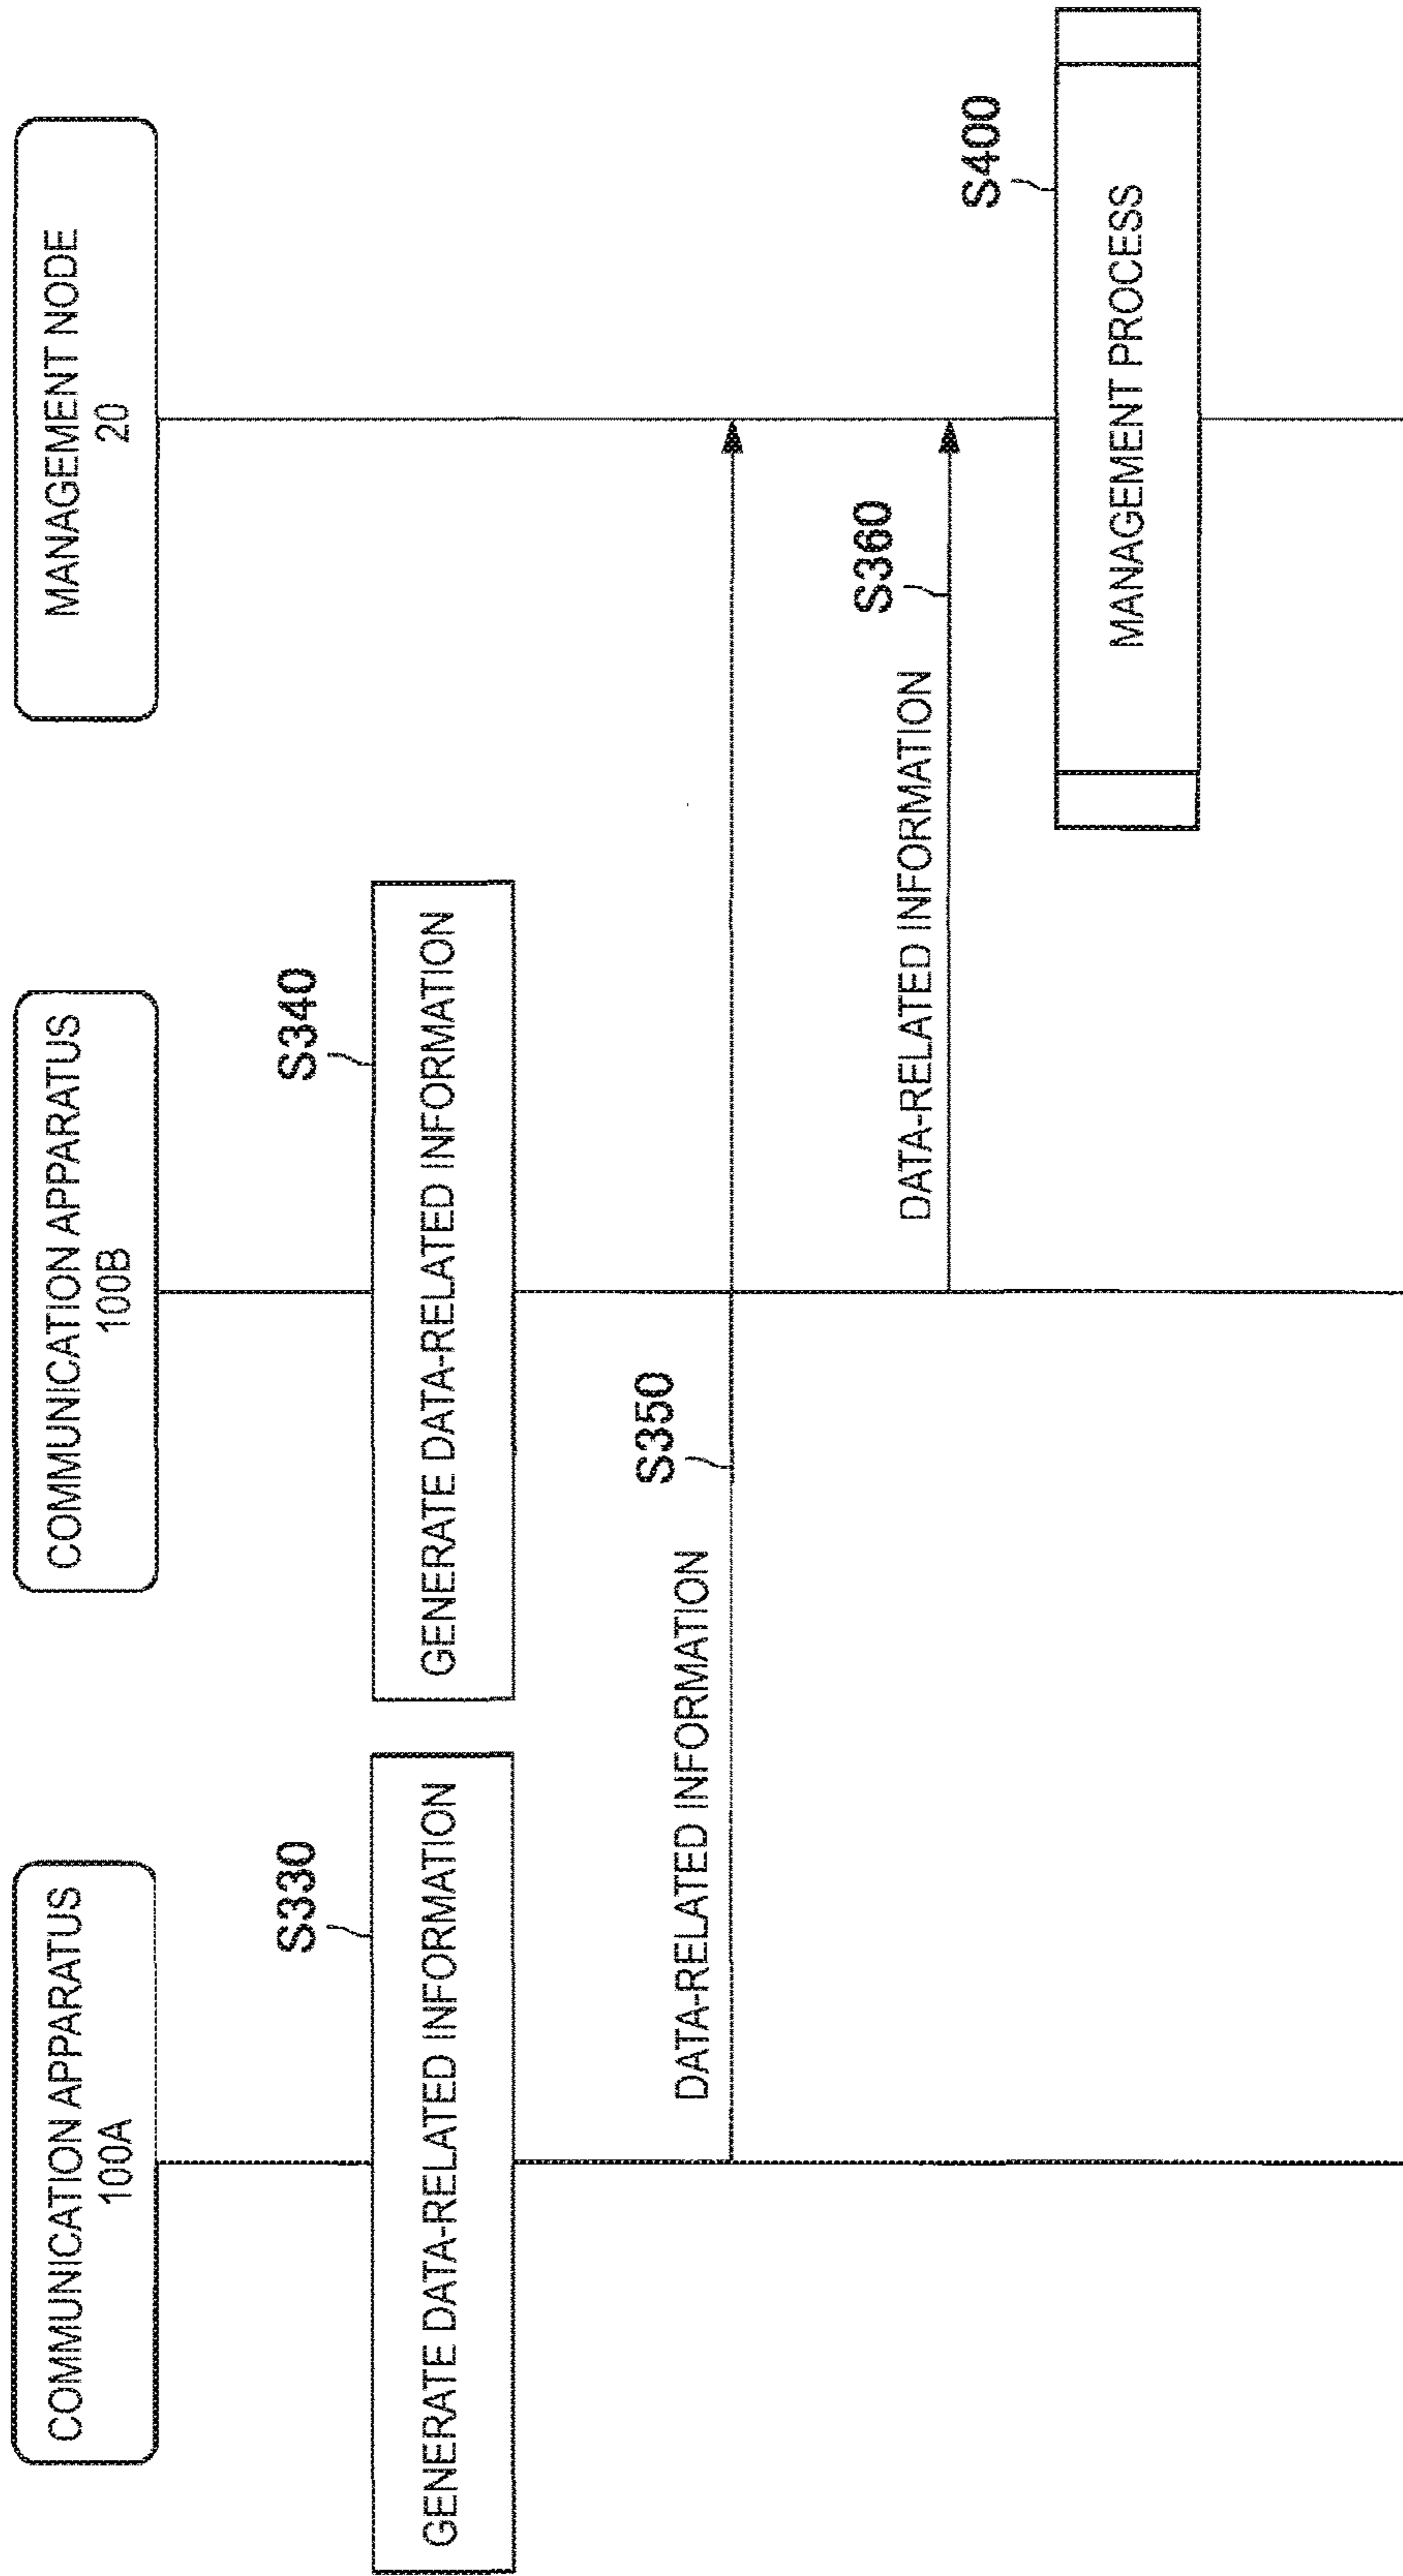 COMMUNICATION APPARATUS
100A
COMMUNICATION APPARATUS
100B
MANAGEMENT NODE
20
S330
GENERATE DATA-RELATED INFORMATION
S340
GENERATE DATA-RELATED INFORMATION
DATA-RELATED INFORMATION
S350
DATA-RELATED INFORMATION
S360
S400
MANAGEMENT PROCESS